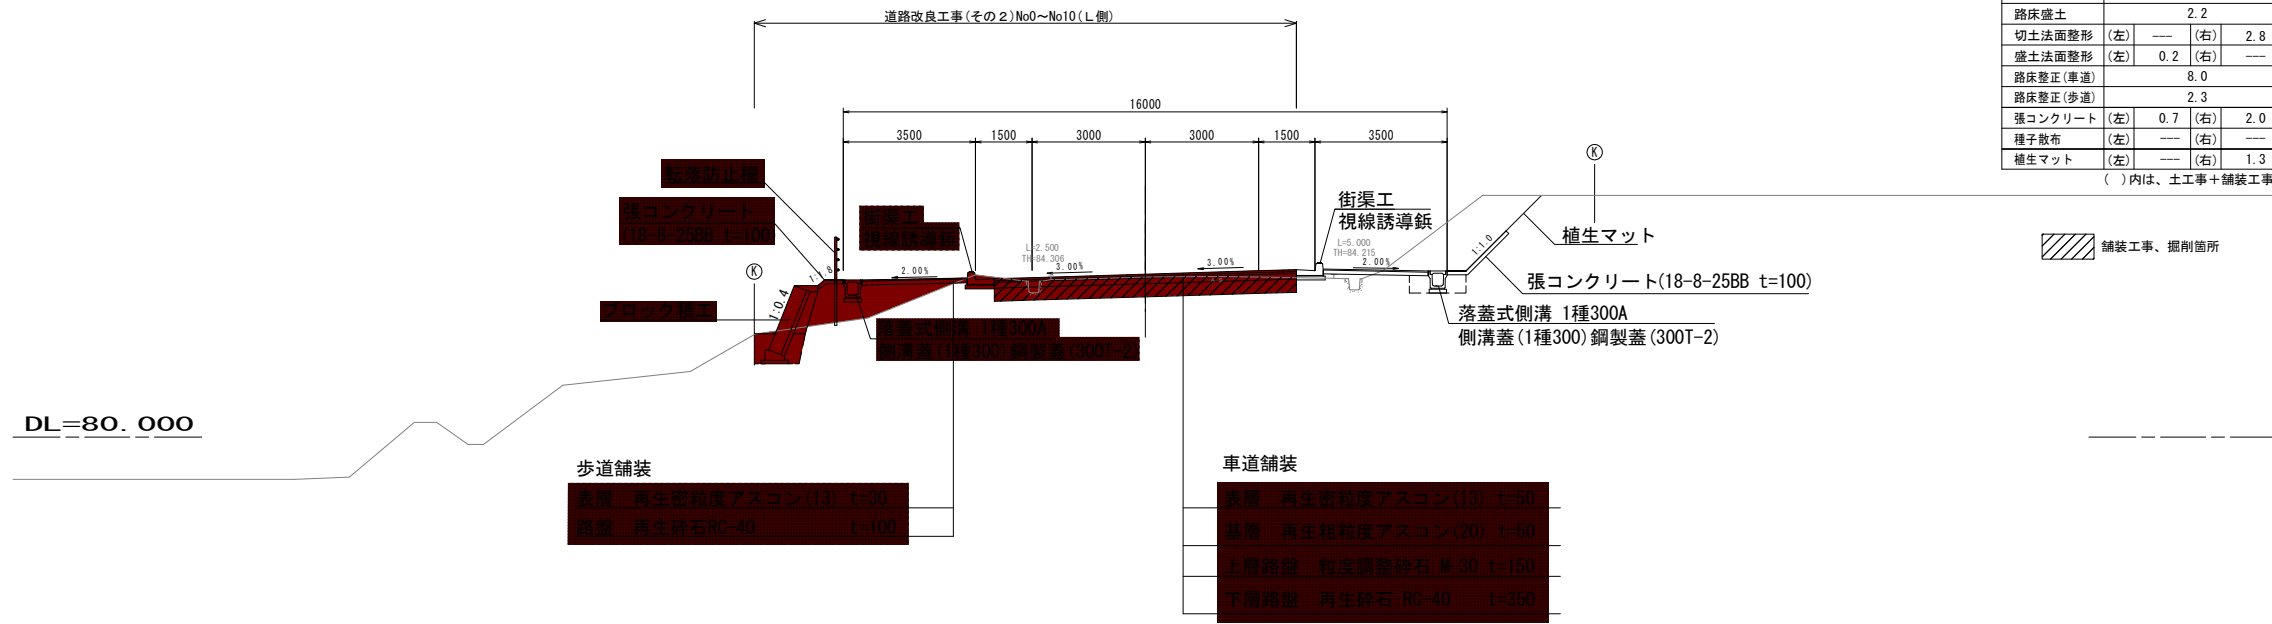 道路改良工事(その2)No0～No10(L側)
路床盛土 2.2
切土法面整形 (左) --- (右) 2.8
盛土法面整形 (左) 0.2 (右) ---
路床整正(車道) 8.0
路床整正(歩道) 2.3
張コンクリート (左) 0.7 (右) 2.0
種子散布 (左) --- (右) ---
植生マット (左) --- (右) 1.3
( )内は、土工事+舗装工事
舗装工事、掘削箇所
16000
3500 1500 3000 3000 1500 3500
転落防止柵
張コンクリート
(18-8-25BB t=100)
街渠工
視線誘導鋲
街渠工
視線誘導鋲
L=2.500
TH=84.306
L=5.000
TH=84.215
K
K
2.00%
3.00%
3.00%
2.00%
1:1.8
1:0.4
1:1.0
植生マット
張コンクリート(18-8-25BB t=100)
ブロック積工
落蓋式側溝 1種300A
側溝蓋(1種300)鋼製蓋(300T-2)
落蓋式側溝 1種300A
側溝蓋(1種300)鋼製蓋(300T-2)
DL=80.000
歩道舗装
表層 再生密粒度アスコン(13) t=30
路盤 再生砕石RC-40 t=100
車道舗装
表層 再生密粒度アスコン(13) t=50
基層 再生粗粒度アスコン(20) t=50
上層路盤 粒度調整砕石 M-30 t=150
下層路盤 再生砕石 RC-40 t=350